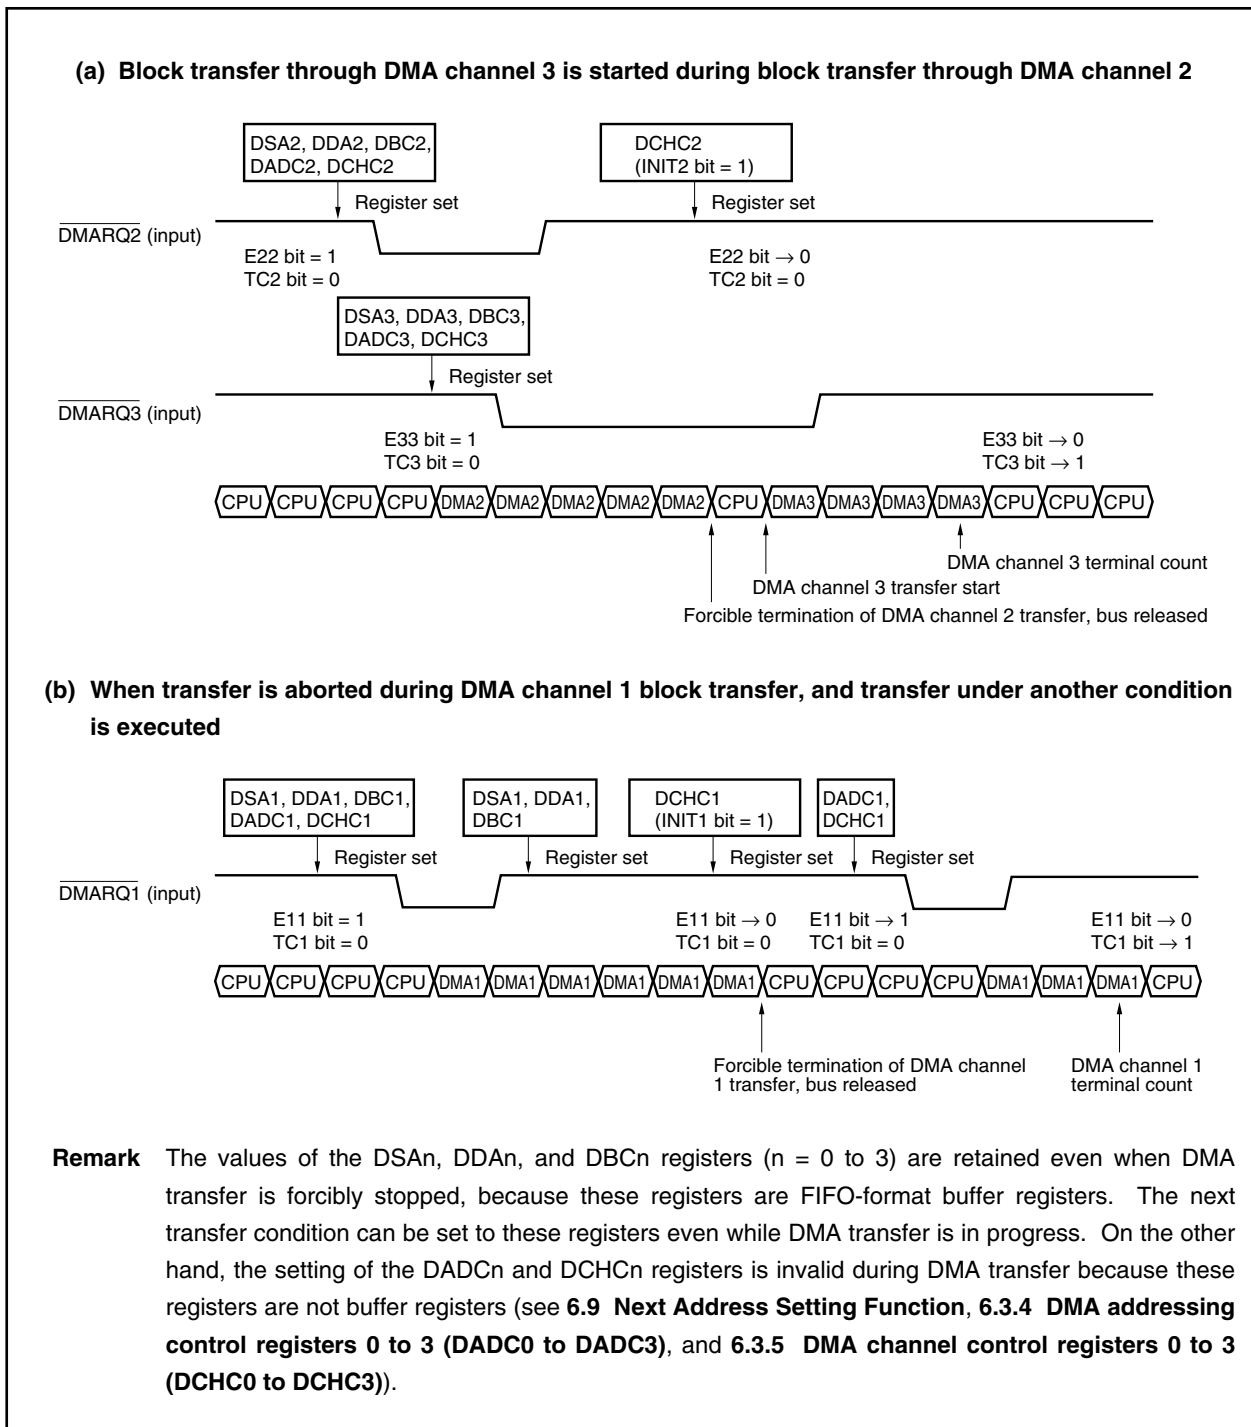 (a) Block transfer through DMA channel 3 is started during block transfer through DMA channel 2
DSA2, DDA2, DBC2,
DADC2, DCHC2
DCHC2
(INIT2 bit = 1)
Register set
Register set
DMARQ2 (input)
E22 bit = 1
TC2 bit = 0
E22 bit → 0
TC2 bit = 0
DSA3, DDA3, DBC3,
DADC3, DCHC3
Register set
DMARQ3 (input)
E33 bit = 1
TC3 bit = 0
E33 bit → 0
TC3 bit → 1
CPU CPU CPU CPU DMA2 DMA2 DMA2 DMA2 DMA2 CPU DMA3 DMA3 DMA3 DMA3 CPU CPU CPU
DMA channel 3 terminal count
DMA channel 3 transfer start
Forcible termination of DMA channel 2 transfer, bus released
(b) When transfer is aborted during DMA channel 1 block transfer, and transfer under another condition
is executed
DSA1, DDA1, DBC1,
DADC1, DCHC1
DSA1, DDA1,
DBC1
DCHC1
(INIT1 bit = 1)
DADC1,
DCHC1
Register set
Register set
Register set
Register set
DMARQ1 (input)
E11 bit = 1
TC1 bit = 0
E11 bit → 0
TC1 bit = 0
E11 bit → 1
TC1 bit = 0
E11 bit → 0
TC1 bit → 1
CPU CPU CPU CPU DMA1 DMA1 DMA1 DMA1 DMA1 DMA1 CPU CPU CPU CPU DMA1 DMA1 DMA1 CPU
Forcible termination of DMA channel
1 transfer, bus released
DMA channel 1
terminal count
Remark The values of the DSAn, DDAn, and DBCn registers (n = 0 to 3) are retained even when DMA
transfer is forcibly stopped, because these registers are FIFO-format buffer registers. The next
transfer condition can be set to these registers even while DMA transfer is in progress. On the other
hand, the setting of the DADCn and DCHCn registers is invalid during DMA transfer because these
registers are not buffer registers (see 6.9 Next Address Setting Function, 6.3.4 DMA addressing
control registers 0 to 3 (DADC0 to DADC3), and 6.3.5 DMA channel control registers 0 to 3
(DCHC0 to DCHC3)).